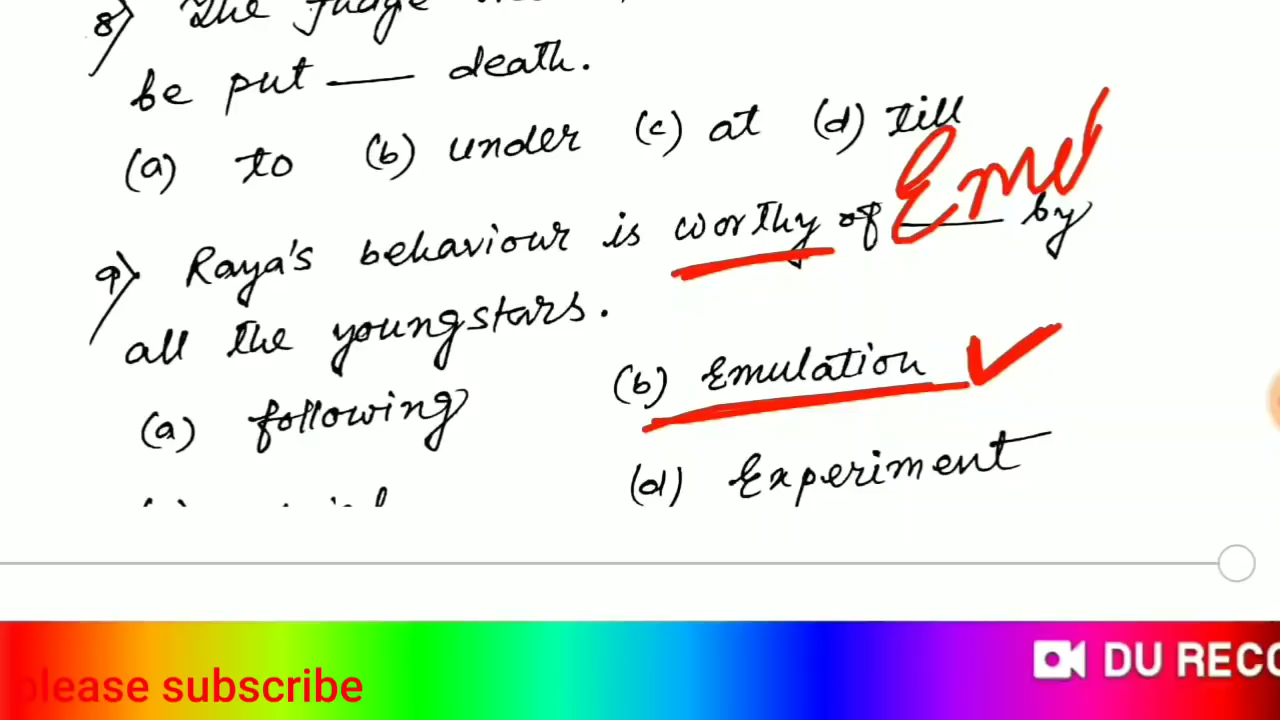 8) The Judge
be put ___ death.
(a) to (b) under (c) at (d) till
9) Raya's behaviour is worthy of ___ by
Emu
all the youngstars.
(a) following (b) Emulation
(d) Experiment
please subscribe
DU REC